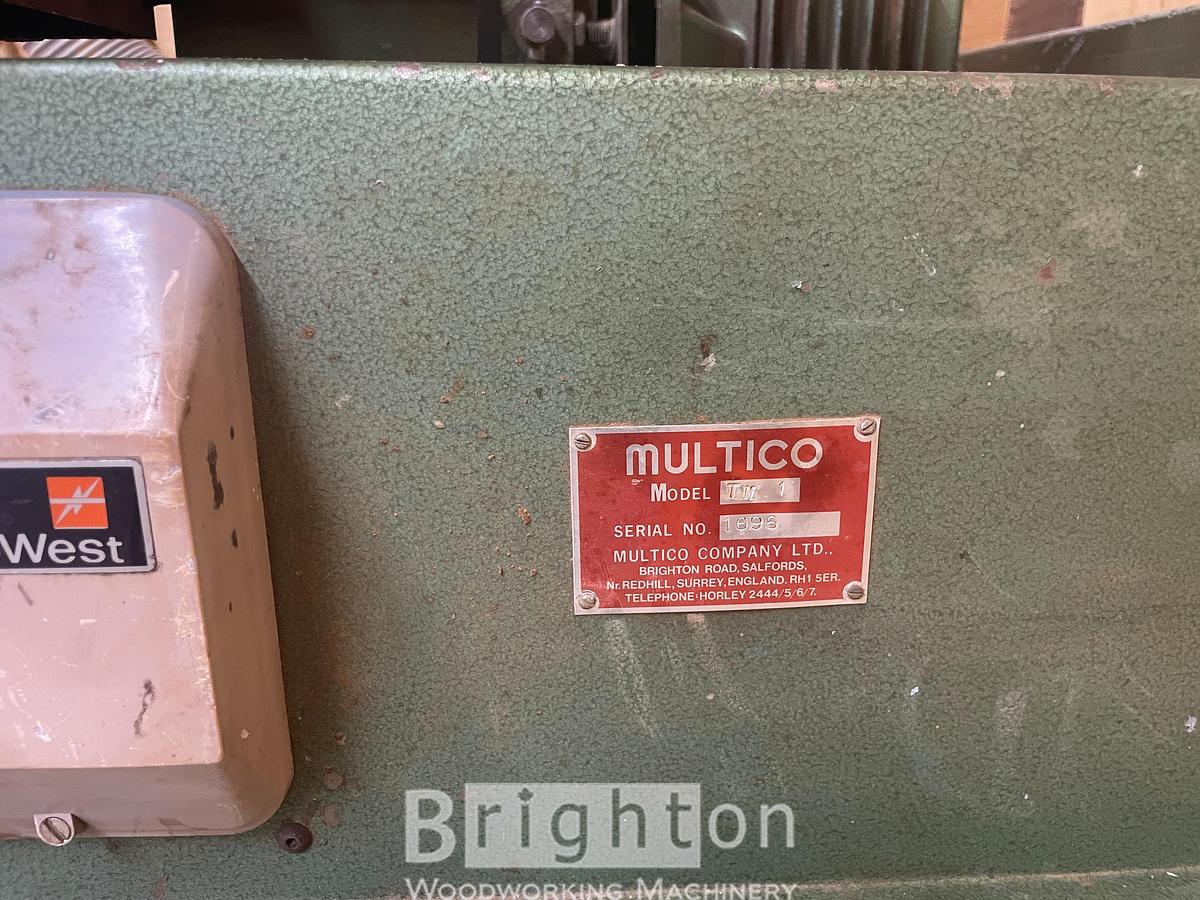 West
MULTICO
MODEL TM 1
SERIAL NO. 1696
MULTICO COMPANY LTD.,
BRIGHTON ROAD, SALFORDS,
Nr. REDHILL, SURREY, ENGLAND. RH1 5ER.
TELEPHONE: HORLEY 2444/5/6/7.
Brighton
WOODWORKING MACHINERY